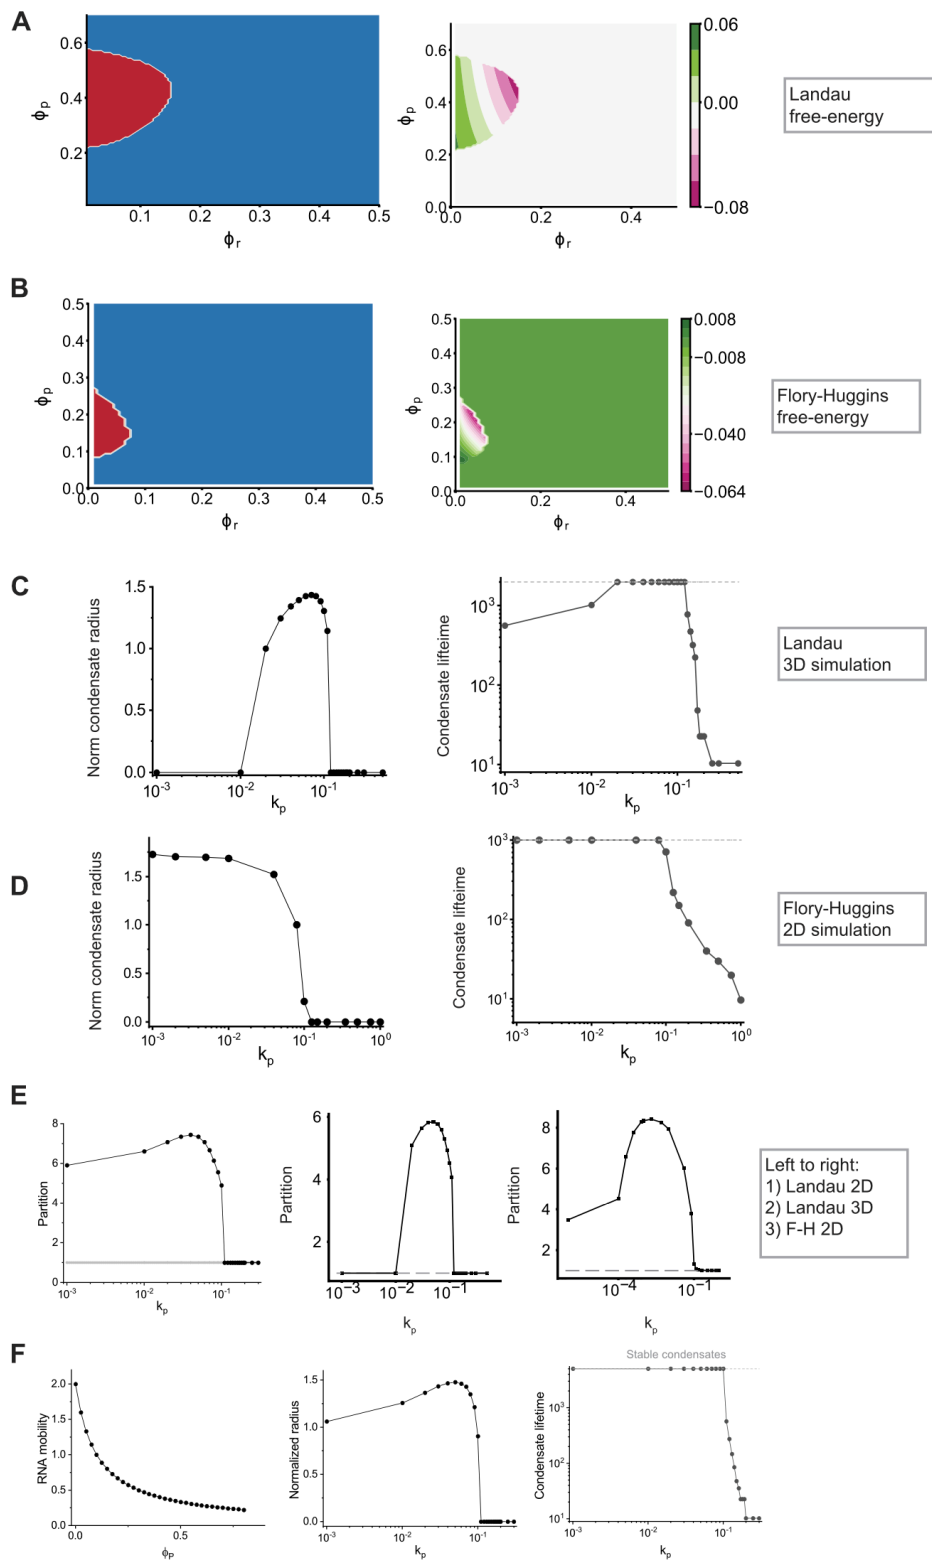 A
0.6
0.4
0.2
ϕp
0.1
0.2
0.3
0.4
0.5
ϕr
0.6
0.4
0.2
0.0
ϕp
0.0
0.2
0.4
ϕr
0.06
0.00
−0.08
Landau
free-energy
B
0.5
0.4
0.3
0.2
0.1
0.0
ϕp
0.0
0.1
0.2
0.3
0.4
0.5
ϕr
0.5
0.4
0.3
0.2
0.1
0.0
ϕp
0.0
0.2
0.4
ϕr
0.008
−0.008
−0.040
−0.064
Flory-Huggins
free-energy
C
Norm condensate radius
1.5
1.0
0.5
0.0
10-3
10-2
10-1
kp
Condensate lifteime
103
102
101
10-3
10-2
10-1
kp
Landau
3D simulation
D
Norm condensate radius
1.5
1.0
0.5
0.0
10-3
10-2
10-1
100
kp
Condensate lifetime
103
102
101
10-3
10-2
10-1
100
kp
Flory-Huggins
2D simulation
E
Partition
8
6
4
2
0
10-3
10-2
10-1
kp
Partition
6
4
2
10−3
10−2
10−1
kp
Partition
8
6
4
2
10−4
10−1
kp
Left to right:
1) Landau 2D
2) Landau 3D
3) F-H 2D
F
RNA mobility
2.0
1.5
1.0
0.5
0.0
0.0
0.5
ϕP
Normalized radius
1.5
1.0
0.5
0.0
10-3
10-2
10-1
kp
Stable condensates
Condensate lifetime
103
102
101
10-3
10-2
10-1
kp